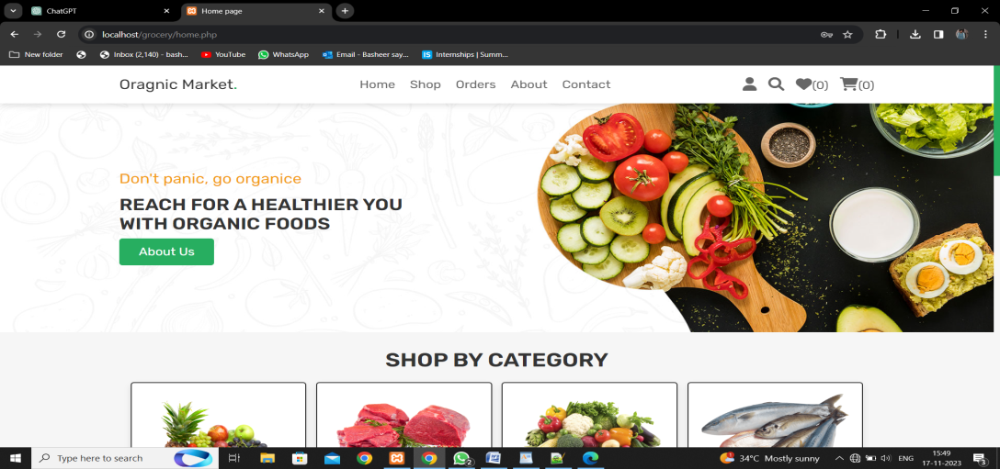 ChatGPT
Home page
localhost/grocery/home.php
New folder
Inbox (2,140) - bash...
YouTube
WhatsApp
Email - Basheer say...
IS
Internships | Summ...
Oragnic Market.
Home Shop Orders About Contact
(0) (0)
Don't panic, go organice
REACH FOR A HEALTHIER YOU
WITH ORGANIC FOODS
About Us
SHOP BY CATEGORY
Type here to search
2
34°C Mostly sunny
ENG
15:49
17-11-2023
3